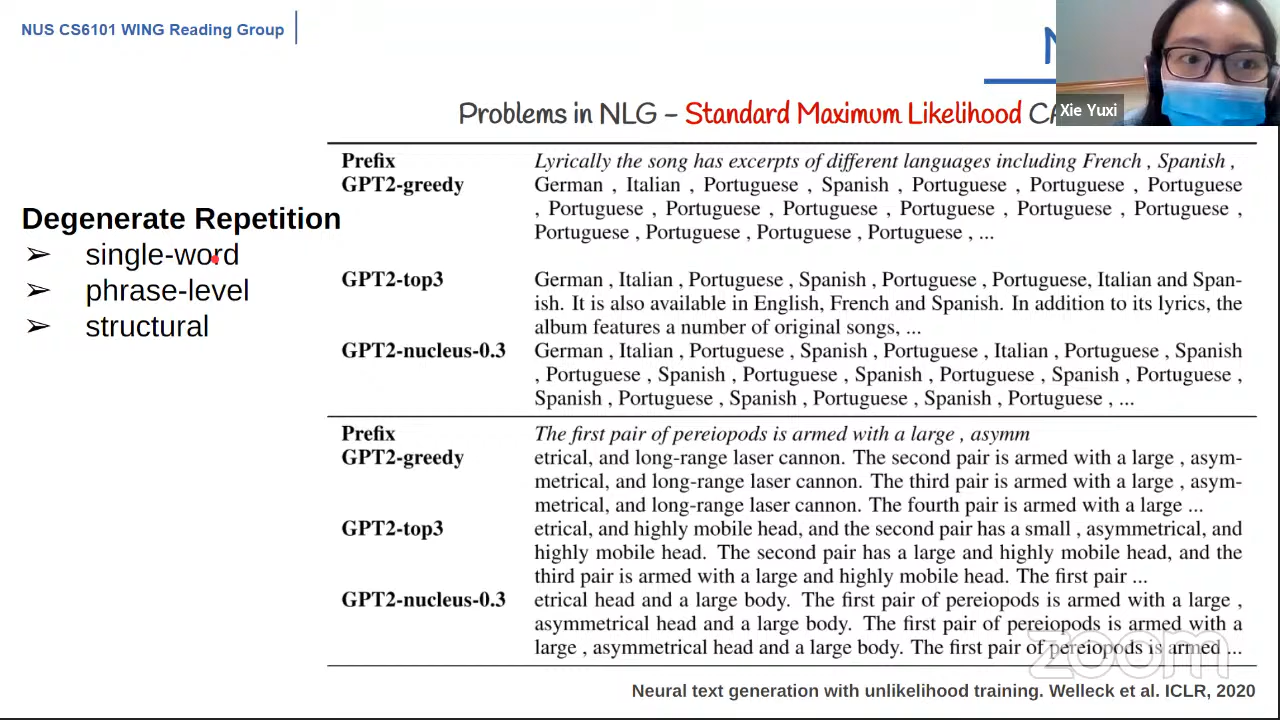 NUS CS6101 WING Reading Group
Xie Yuxi
Problems in NLG – Standard Maximum Likelihood
Degenerate Repetition
➢ single-word
➢ phrase-level
➢ structural
Prefix Lyrically the song has excerpts of different languages including French , Spanish ,
GPT2-greedy German , Italian , Portuguese , Spanish , Portuguese , Portuguese , Portuguese
, Portuguese , Portuguese , Portuguese , Portuguese , Portuguese , Portuguese ,
Portuguese , Portuguese , Portuguese , Portuguese , ...
GPT2-top3 German , Italian , Portuguese , Spanish , Portuguese , Portuguese, Italian and Span-
ish. It is also available in English, French and Spanish. In addition to its lyrics, the
album features a number of original songs, ...
GPT2-nucleus-0.3 German , Italian , Portuguese , Spanish , Portuguese , Italian , Portuguese , Spanish
, Portuguese , Spanish , Portuguese , Spanish , Portuguese , Spanish , Portuguese ,
Spanish , Portuguese , Spanish , Portuguese , Spanish , Portuguese , ...
Prefix The first pair of pereiopods is armed with a large , asymm
GPT2-greedy etrical, and long-range laser cannon. The second pair is armed with a large , asym-
metrical, and long-range laser cannon. The third pair is armed with a large , asym-
metrical, and long-range laser cannon. The fourth pair is armed with a large ...
GPT2-top3 etrical, and highly mobile head, and the second pair has a small , asymmetrical, and
highly mobile head. The second pair has a large and highly mobile head, and the
third pair is armed with a large and highly mobile head. The first pair ...
GPT2-nucleus-0.3 etrical head and a large body. The first pair of pereiopods is armed with a large ,
asymmetrical head and a large body. The first pair of pereiopods is armed with a
large , asymmetrical head and a large body. The first pair of pereiopods is armed ...
zoom
Neural text generation with unlikelihood training. Welleck et al. ICLR, 2020